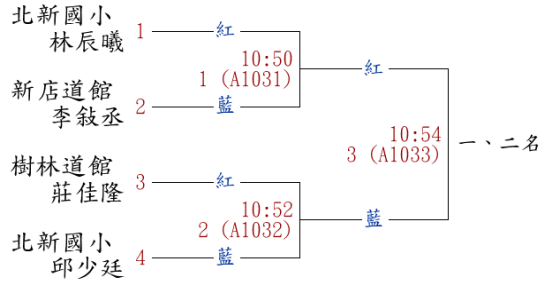 北新國小
林辰曦 1
紅
10:50
1 (A1031)
新店道館
李敍丞 2
藍
紅
10:54
3 (A1033)
一、二名
樹林道館
莊佳隆 3
紅
10:52
2 (A1032)
藍
北新國小
邱少廷 4
藍